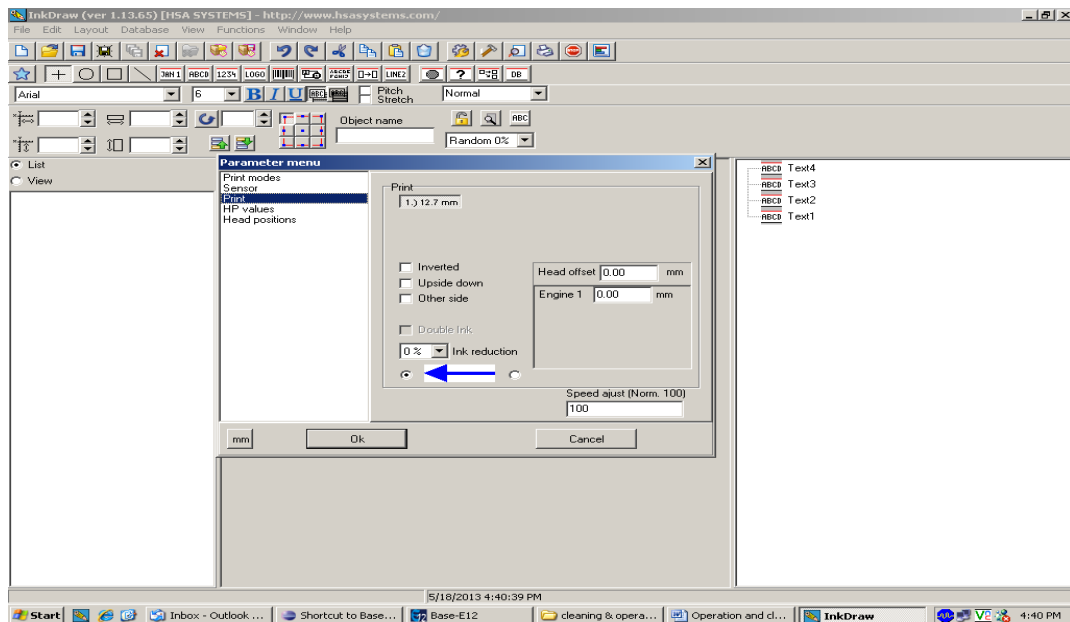 InkDraw (ver 1.13.65) [HSA SYSTEMS] - http://www.hsasystems.com/
File Edit Layout Database View Functions Window Help
JAN 1 ABCD 1234 LOGO LINE2 ? DB
Arial 6 B I U Pitch Normal
Stretch
Object name ABC
Random 0%
List
View
Parameter menu
Print modes
Sensor
Print
HP values
Head positions
Print
1.) 12.7 mm
Inverted
Upside down
Other side
Double Ink
0 % Ink reduction
Head offset 0.00 mm
Engine 1 0.00 mm
Speed ajust (Norm. 100)
100
mm Ok Cancel
ABCD Text4
ABCD Text3
ABCD Text2
ABCD Text1
5/18/2013 4:40:39 PM
Start Inbox - Outlook ... Shortcut to Base... Base-E12 cleaning & opera... Operation and cl... InkDraw 4:40 PM